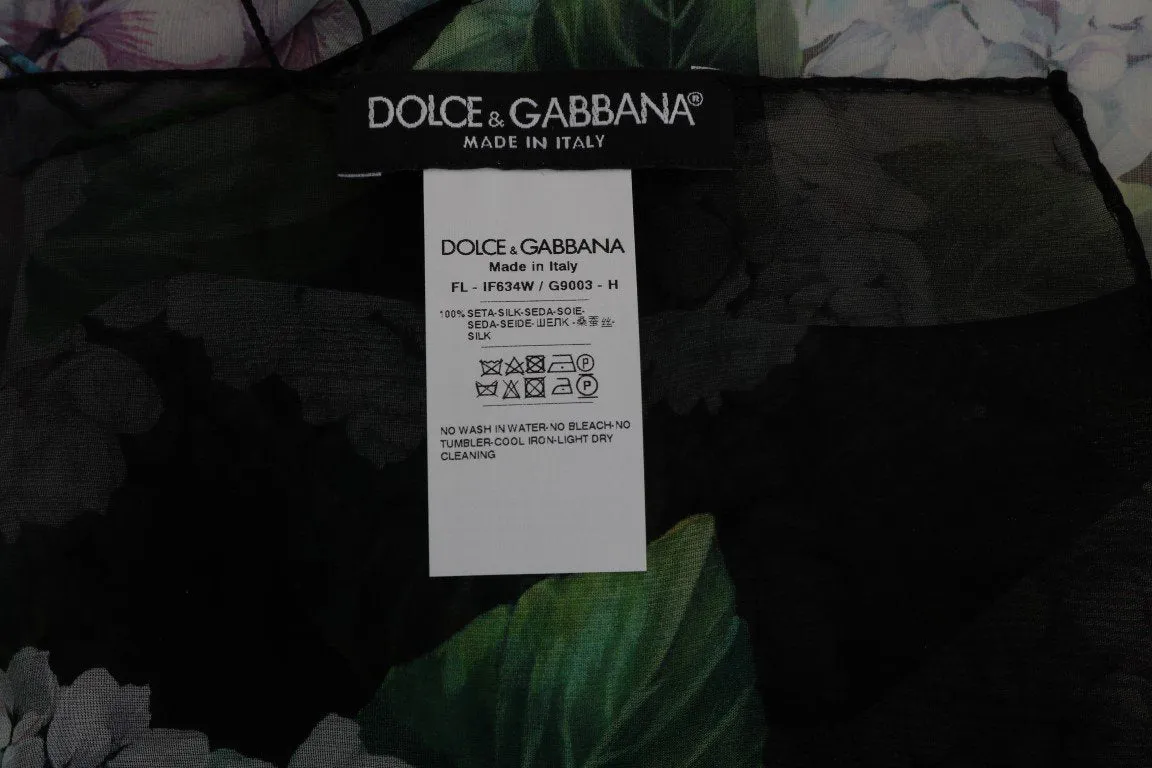 DOLCE & GABBANA®
MADE IN ITALY
DOLCE & GABBANA
Made in Italy
FL - IF634W / G9003 - H
100% SETA-SILK-SEDA-SOIE-
SEDA-SEIDE-ШЕЛК -桑蚕丝-
SILK
P
P
NO WASH IN WATER-NO BLEACH-NO
TUMBLER-COOL IRON-LIGHT DRY
CLEANING